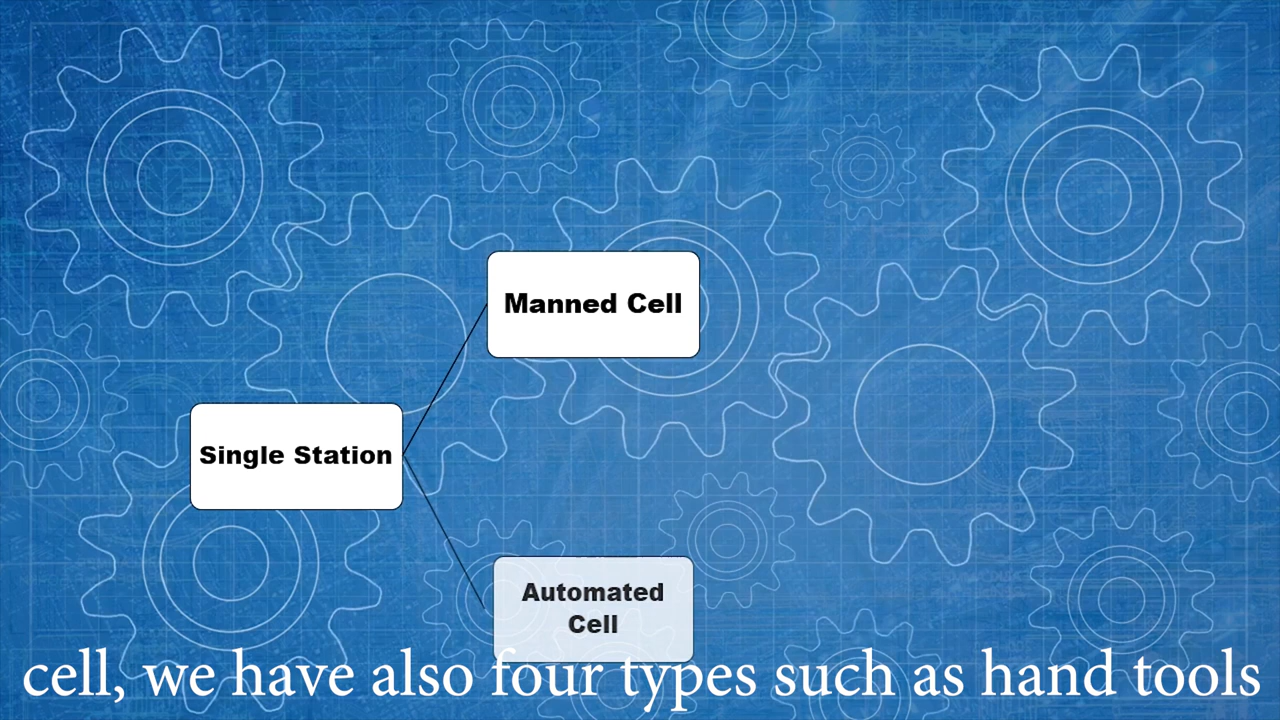 Manned Cell
Single Station
Automated
Cell
cell, we have also four types such as hand tools